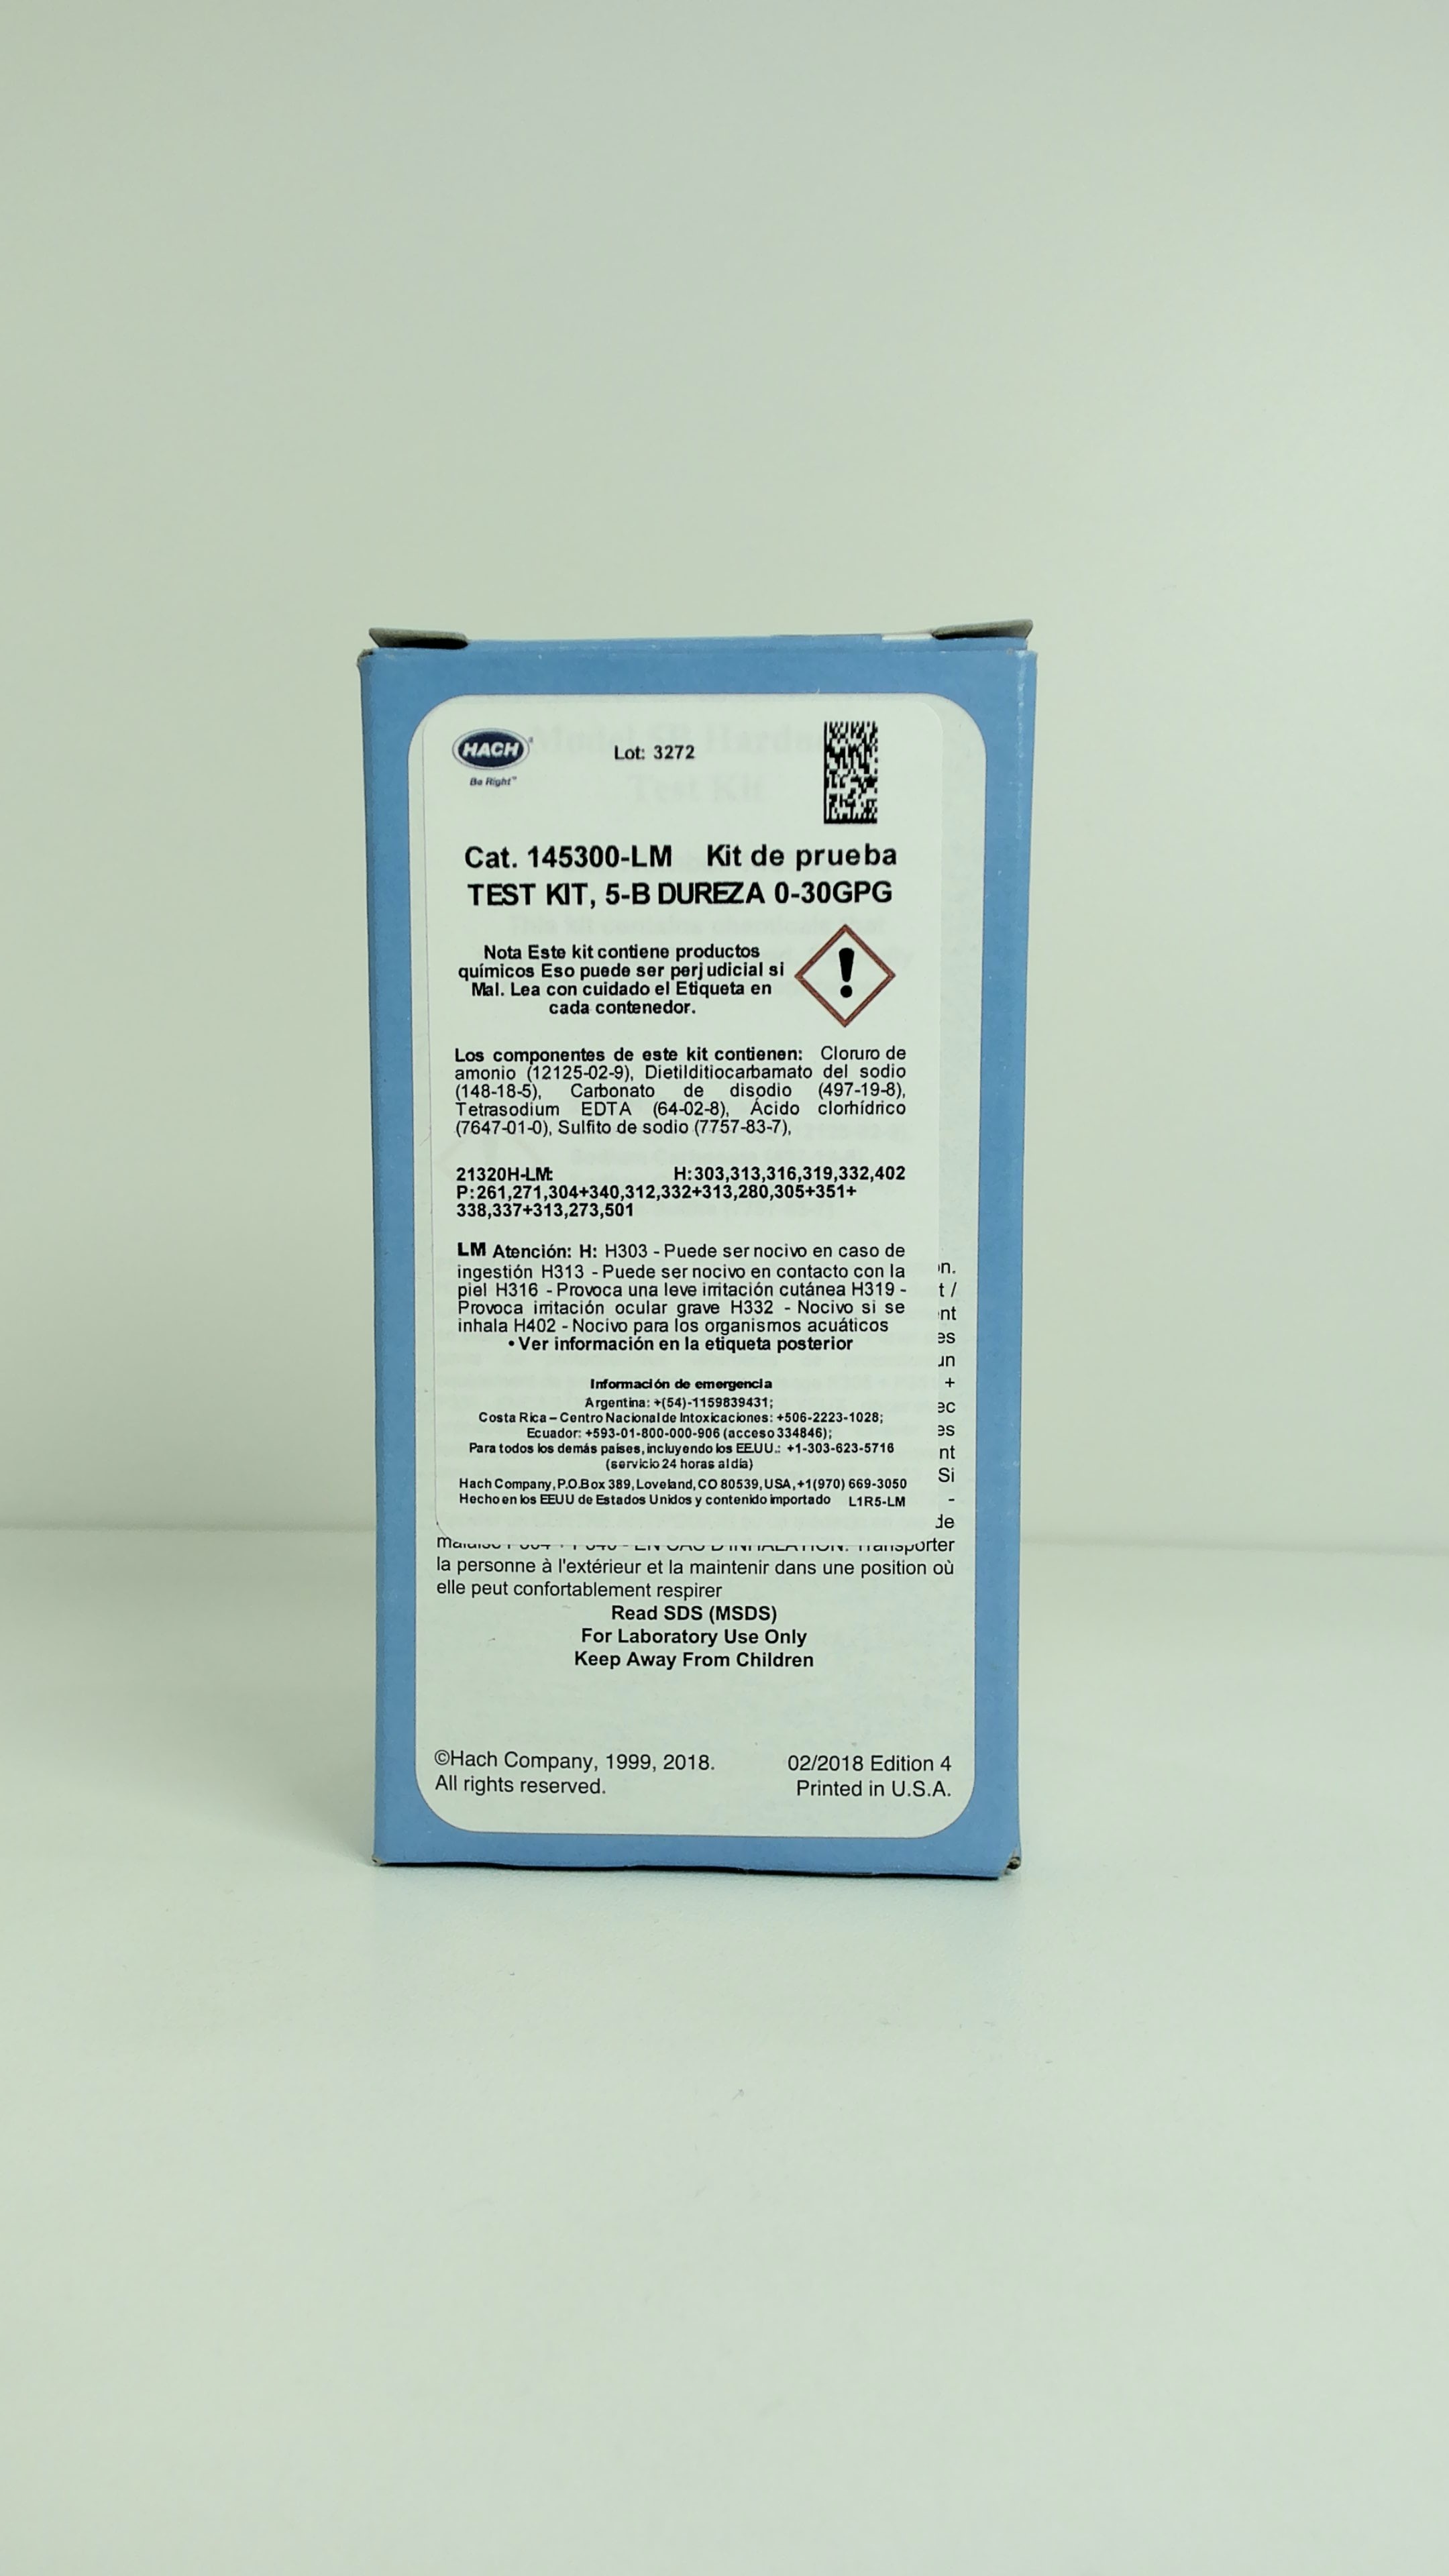 HACH
Be Right™
Lot: 3272
Cat. 145300-LM Kit de prueba
TEST KIT, 5-B DUREZA 0-30GPG
Nota Este kit contiene productos
químicos Eso puede ser perjudicial si
Mal. Lea con cuidado el Etiqueta en
cada contenedor.
Los componentes de este kit contienen: Cloruro de
amonio (12125-02-9), Dietilditiocarbamato del sodio
(148-18-5), Carbonato de disodio (497-19-8),
Tetrasodium EDTA (64-02-8), Ácido clorhídrico
(7647-01-0), Sulfito de sodio (7757-83-7),
21320H-LM: H:303,313,316,319,332,402
P:261,271,304+340,312,332+313,280,305+351+
338,337+313,273,501
LM Atención: H: H303 - Puede ser nocivo en caso de
ingestión H313 - Puede ser nocivo en contacto con la
piel H316 - Provoca una leve irritación cutánea H319 -
Provoca irritación ocular grave H332 - Nocivo si se
inhala H402 - Nocivo para los organismos acuáticos
• Ver información en la etiqueta posterior
Información de emergencia
Argentina: +(54)-1159839431;
Costa Rica – Centro Nacional de Intoxicaciones: +506-2223-1028;
Ecuador: +593-01-800-000-906 (acceso 334846);
Para todos los demás países, incluyendo los EEUU.: +1-303-623-5716
(servicio 24 horas al día)
Hach Company, P.O.Box 389, Loveland, CO 80539, USA, +1(970) 669-3050
Hecho en los EEUU de Estados Unidos y contenido importado L1R5-LM
t /
+
Si
-
de
Transporter
la personne à l'extérieur et la maintenir dans une position où
elle peut confortablement respirer
Read SDS (MSDS)
For Laboratory Use Only
Keep Away From Children
©Hach Company, 1999, 2018. 02/2018 Edition 4
All rights reserved. Printed in U.S.A.